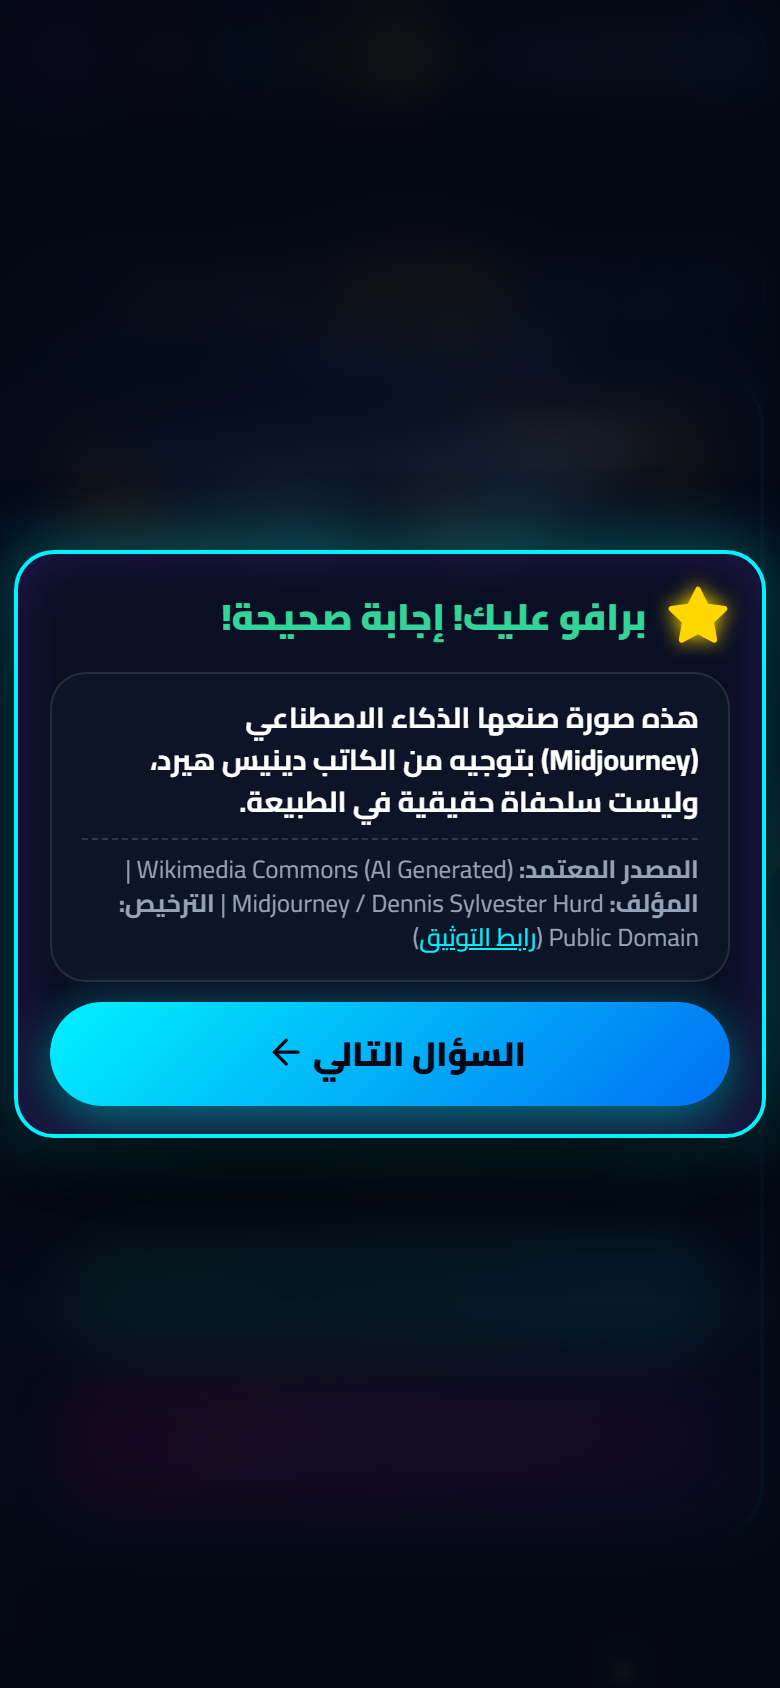 برافو عليك! إجابة صحيحة!
هذه صورة صنعها الذكاء الاصطناعي
(Midjourney) بتوجيه من الكاتب دينيس هيرد،
وليست سلحفاة حقيقية في الطبيعة.
المصدر المعتمد: Wikimedia Commons (AI Generated) |
المؤلف: Midjourney / Dennis Sylvester Hurd | الترخيص:
Public Domain (رابط التوثيق)
السؤال التالي ←